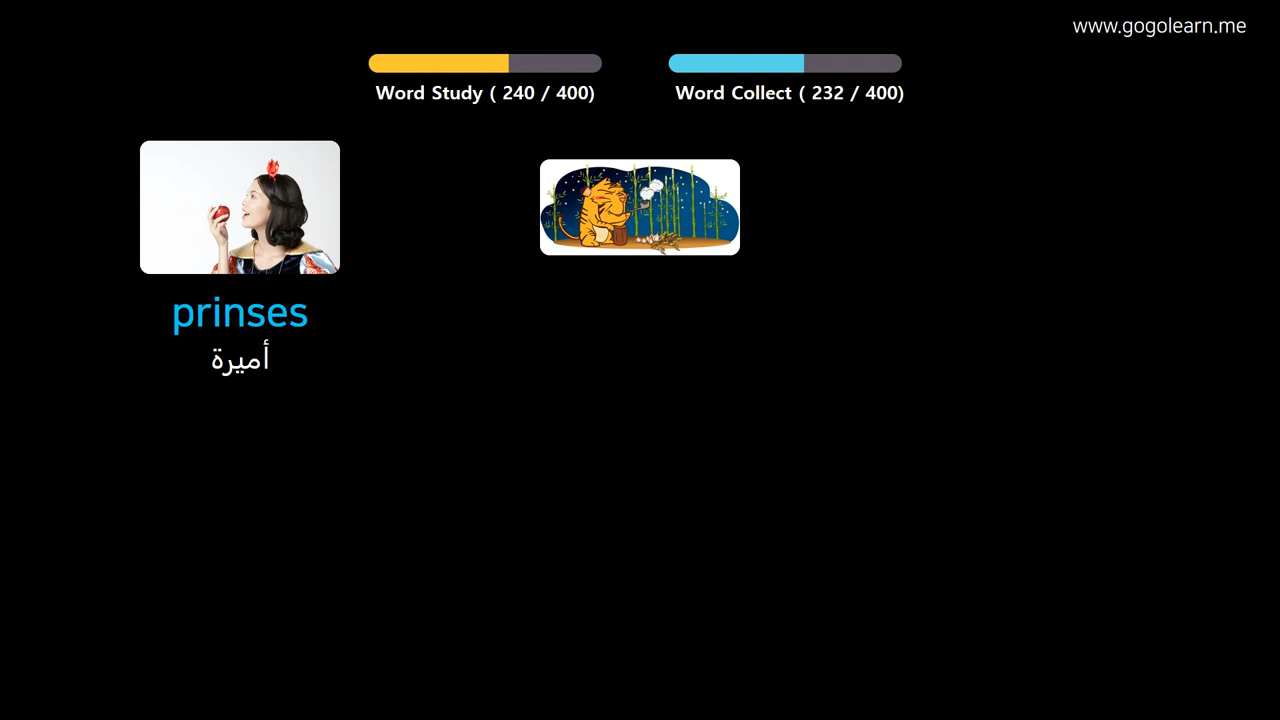 www.gogolearn.me
Word Study ( 240 / 400)
Word Collect ( 232 / 400)
prinses
أميرة